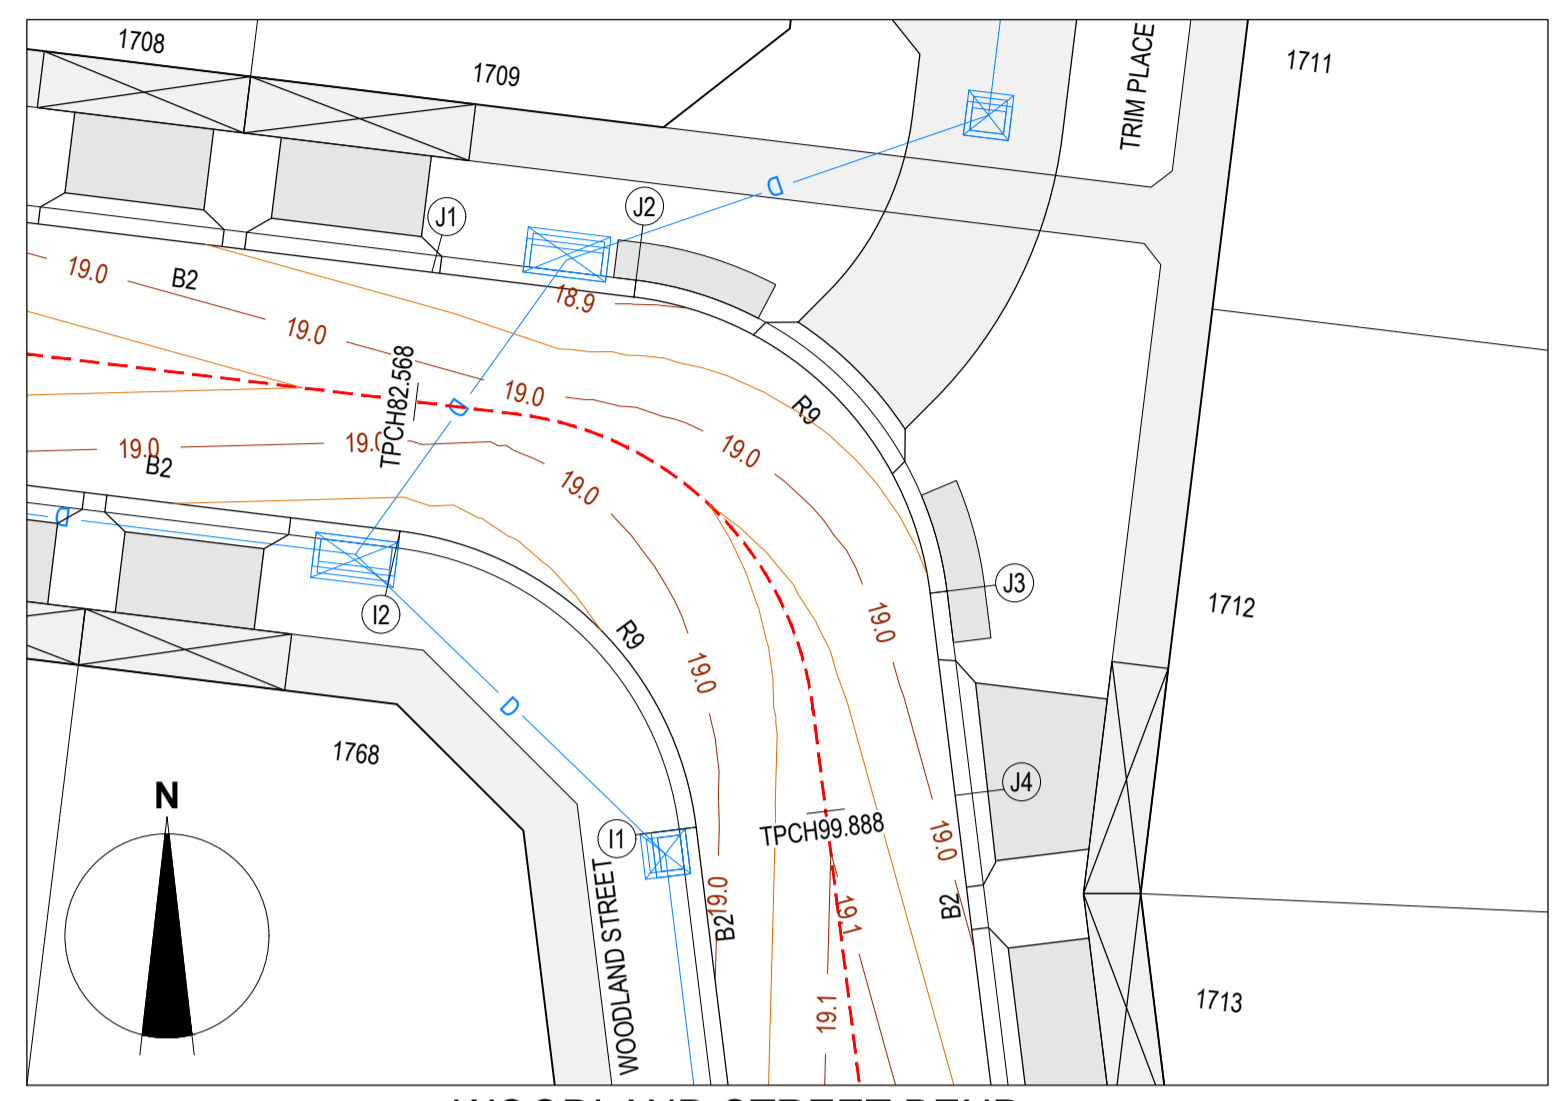 1708
1709
1711
TRIM PLACE
D
J1
J2
19.0
B2
18.9
19.0
19.0
R9
TPCH82.568
D
19.0
19.0
B2
19.0
19.0
D
J3
19.0
1712
I2
R9
19.0
D
1768
N
J4
I1
TPCH99.888
19.0
WOODLAND STREET
19.0
B2
19.1
B2
19.1
1713